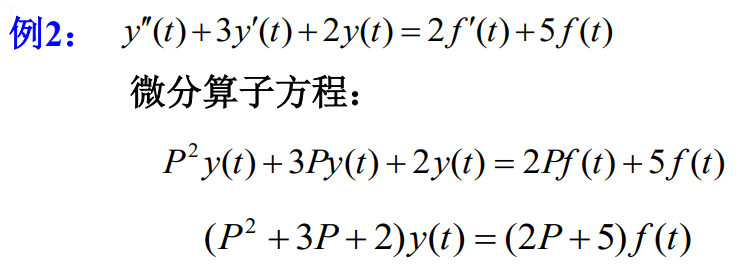 例2： y″(t)+3y′(t)+2y(t)=2f′(t)+5f(t)
微分算子方程：
P²y(t)+3Py(t)+2y(t)=2Pf(t)+5f(t)
(P²+3P+2)y(t)=(2P+5)f(t)